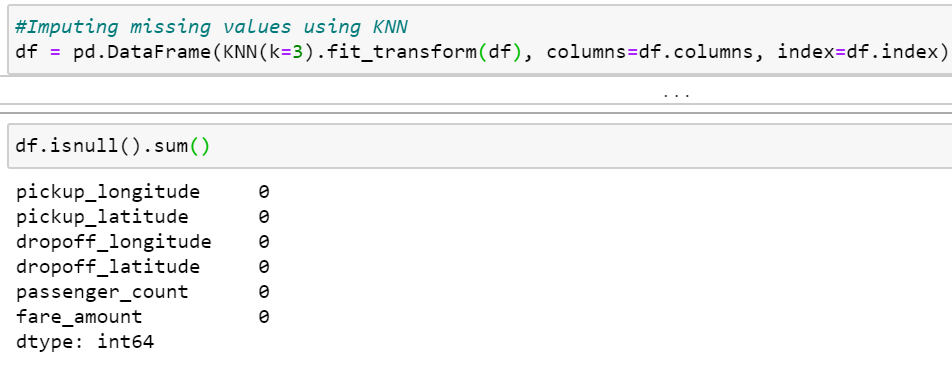 #Imputing missing values using KNN
df = pd.DataFrame(KNN(k=3).fit_transform(df), columns=df.columns, index=df.index)
...
df.isnull().sum()
pickup_longitude     0
pickup_latitude      0
dropoff_longitude    0
dropoff_latitude     0
passenger_count      0
fare_amount          0
dtype: int64